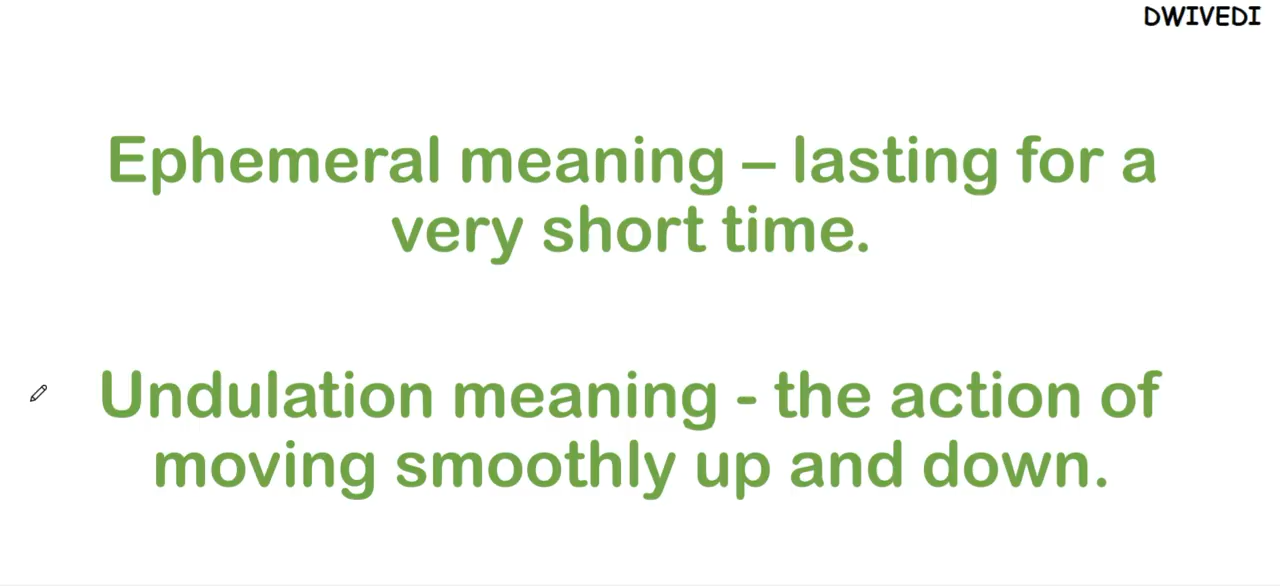 DWIVEDI
Ephemeral meaning – lasting for a
very short time.
Undulation meaning - the action of
moving smoothly up and down.